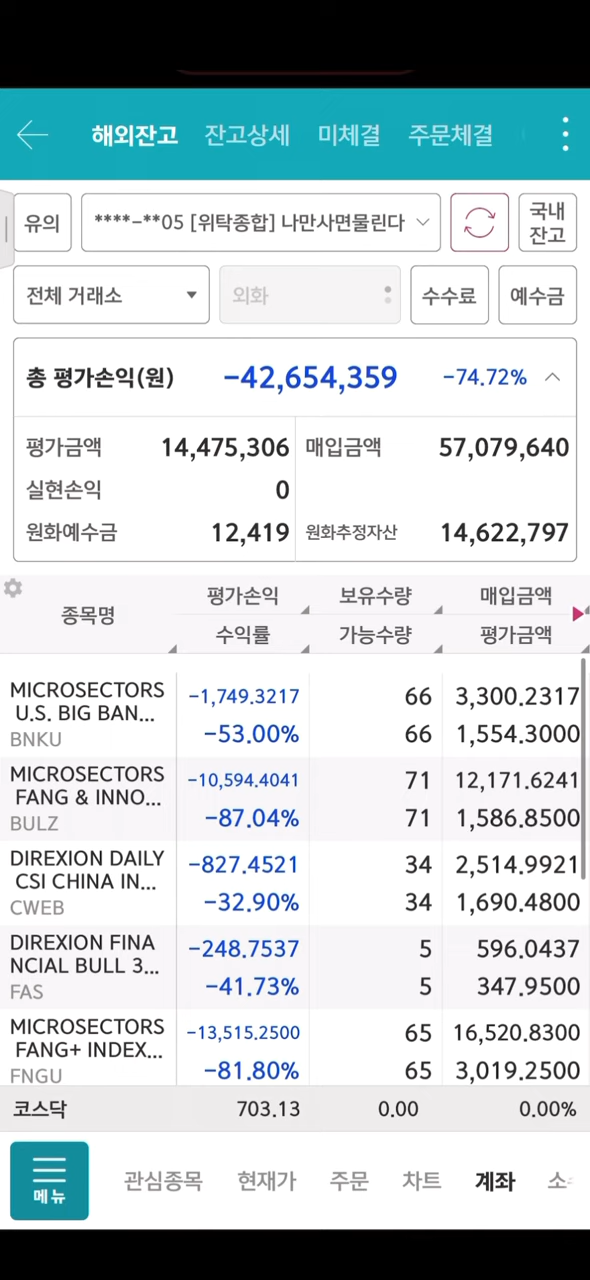 해외잔고 잔고상세 미체결 주문체결
유의 ****-**05 [위탁종합] 나만사면물린다 국내 잔고
전체 거래소 외화 수수료 예수금
총 평가손익(원) -42,654,359 -74.72%
평가금액 14,475,306 매입금액 57,079,640
실현손익 0
원화예수금 12,419 원화추정자산 14,622,797
종목명 평가손익 보유수량 매입금액
수익률 가능수량 평가금액
MICROSECTORS -1,749.3217 66 3,300.2317
U.S. BIG BAN... -53.00% 66 1,554.3000
BNKU
MICROSECTORS -10,594.4041 71 12,171.6241
FANG & INNO... -87.04% 71 1,586.8500
BULZ
DIREXION DAILY -827.4521 34 2,514.9921
CSI CHINA IN... -32.90% 34 1,690.4800
CWEB
DIREXION FINA -248.7537 5 596.0437
NCIAL BULL 3... -41.73% 5 347.9500
FAS
MICROSECTORS -13,515.2500 65 16,520.8300
FANG+ INDEX... -81.80% 65 3,019.2500
FNGU
코스닥 703.13 0.00 0.00%
메뉴 관심종목 현재가 주문 차트 계좌